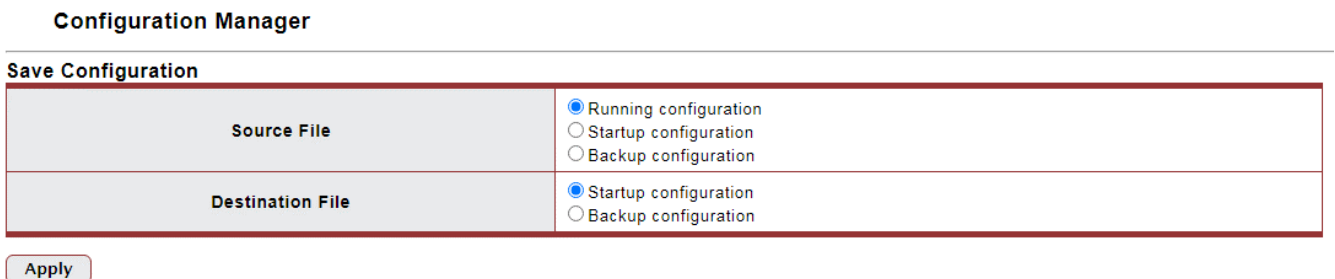 Configuration Manager
Save Configuration
Source File
Running configuration
Startup configuration
Backup configuration
Destination File
Startup configuration
Backup configuration
Apply